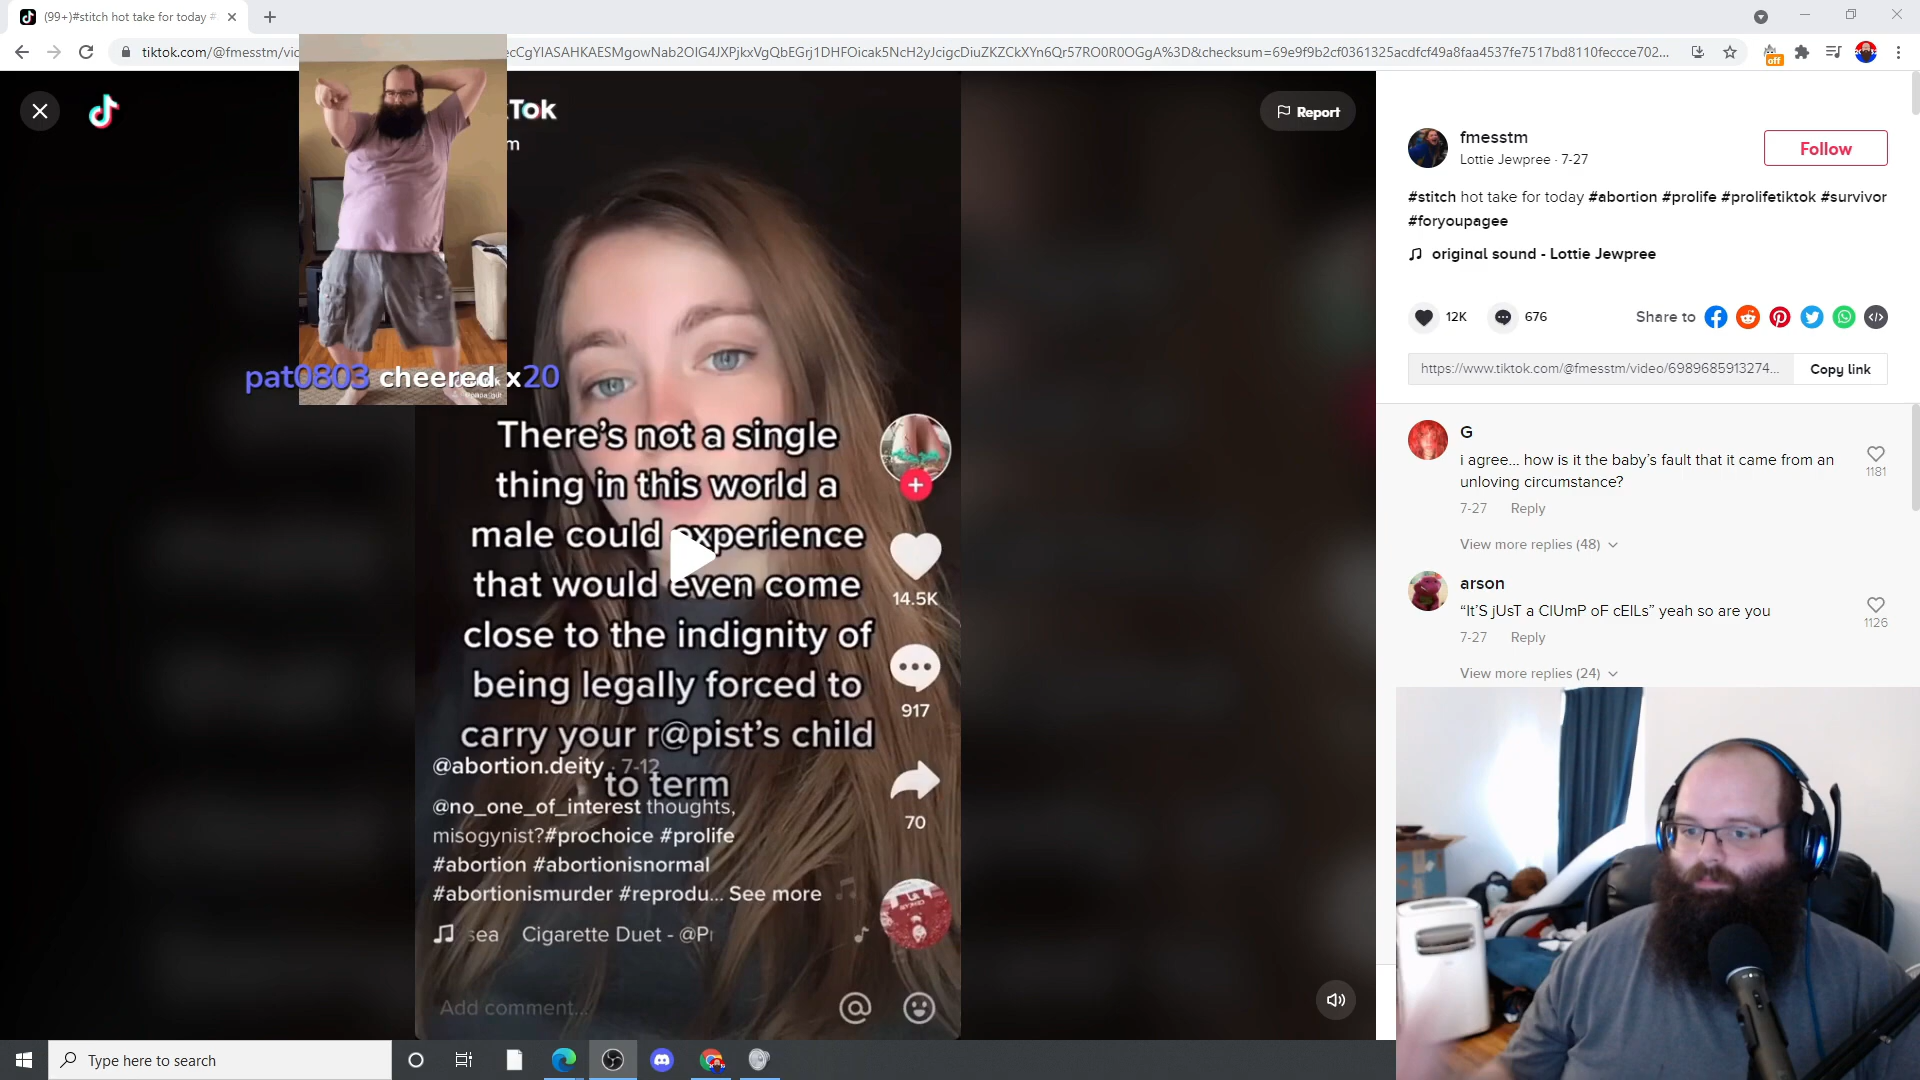 (99+)#stitch hot take for today #
tiktok.com/@fmesstm/vic
ecCgYIASAHKAESMgowNab2OIG4JXPjkxVgQbEGrj1DHFOicak5NcH2yJcigcDiuZKZCkXYn6Qr57RO0R0OGgA%3D&checksum=69e9f9b2cf0361325acdfcf49a8faa4537fe7517bd8110feccce702...
off
Tok
m
Report
pat0803 cheered x20
There's not a single
thing in this world a
male could experience
that would even come
close to the indignity of
being legally forced to
carry your r@pist's child
to term
14.5K
917
70
@abortion.deity · 7-12
@no_one_of_interest thoughts,
misogynist?#prochoice #prolife
#abortion #abortionisnormal
#abortionismurder #reprodu... See more
sea Cigarette Duet - @Pr
Add comment...
fmesstm
Lottie Jewpree · 7-27
Follow
#stitch hot take for today #abortion #prolife #prolifetiktok #survivor
#foryoupagee
original sound - Lottie Jewpree
12K
676
Share to
https://www.tiktok.com/@fmesstm/video/6989685913274...
Copy link
G
i agree... how is it the baby's fault that it came from an
unloving circumstance?
1181
7-27 Reply
View more replies (48)
arson
“It'S jUsT a ClUmP oF cElLs” yeah so are you
1126
7-27 Reply
View more replies (24)
Type here to search